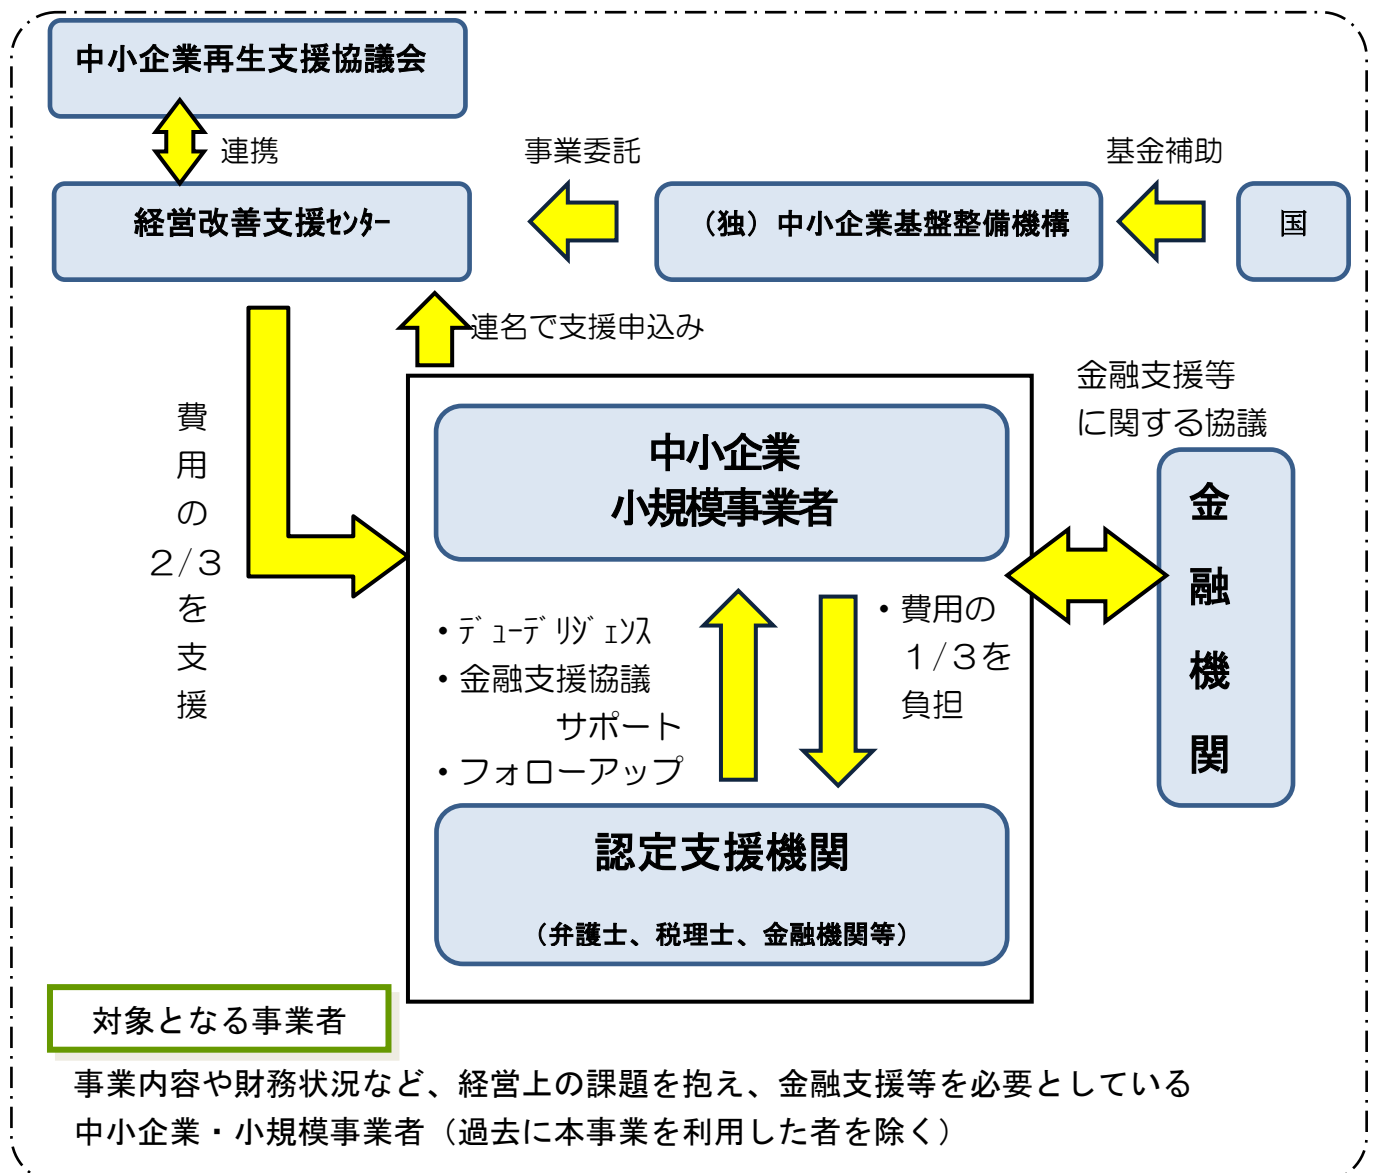 中小企業再生支援協議会
連携
事業委託
基金補助
経営改善支援ｾﾝﾀｰ
（独）中小企業基盤整備機構
国
連名で支援申込み
金融支援等
に関する協議
費用の２/３を支援
中小企業
小規模事業者
金融機関
・ﾃﾞｭｰﾃﾞﾘｼﾞｪﾝｽ
・金融支援協議
サポート
・フォローアップ
・費用の
１/３を
負担
認定支援機関
（弁護士、税理士、金融機関等）
対象となる事業者
事業内容や財務状況など、経営上の課題を抱え、金融支援等を必要としている
中小企業・小規模事業者（過去に本事業を利用した者を除く）